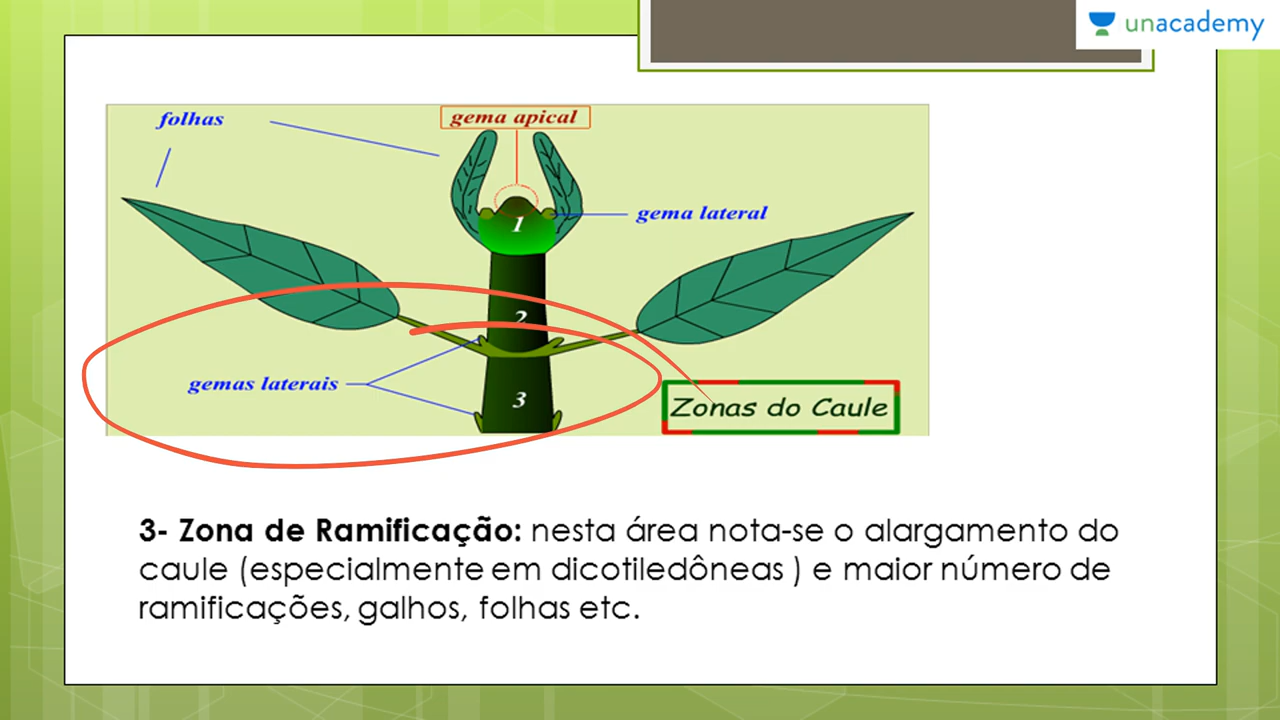 unacademy
folhas
gema apical
1
gema lateral
2
gemas laterais
3
Zonas do Caule
3- Zona de Ramificação: nesta área nota-se o alargamento do
caule (especialmente em dicotiledôneas ) e maior número de
ramificações, galhos, folhas etc.